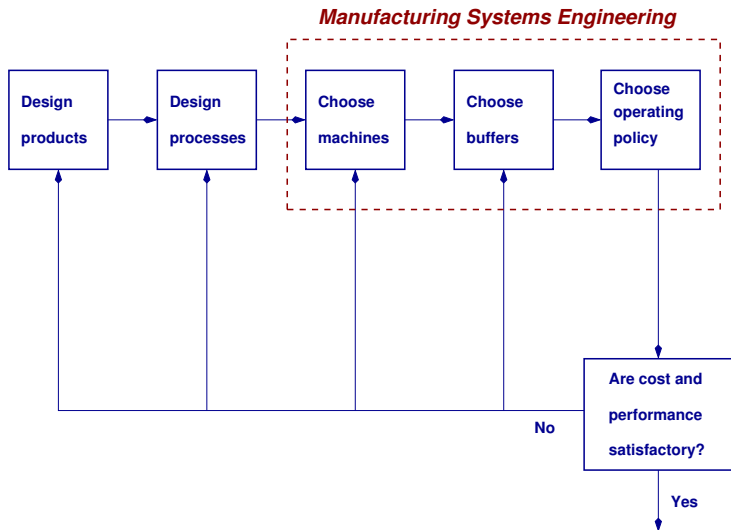 Manufacturing Systems Engineering
Design
products
Design
processes
Choose
machines
Choose
buffers
Choose
operating
policy
Are cost and
performance
satisfactory?
No
Yes